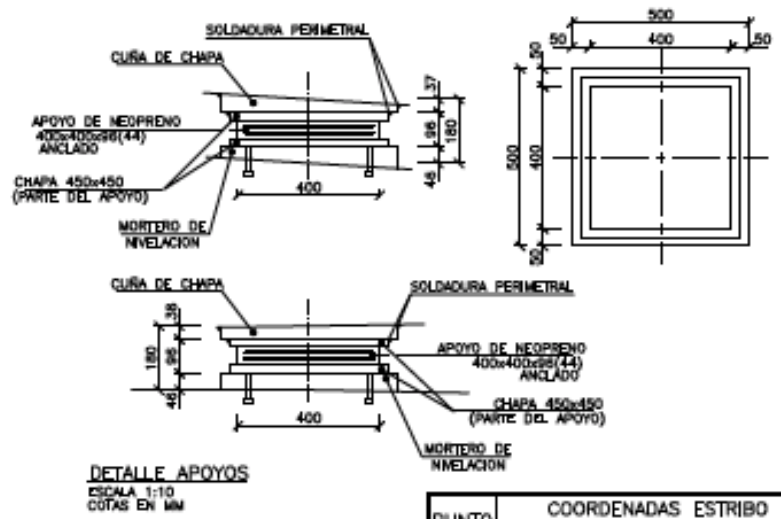 SOLDADURA PERIMETRAL
CUÑA DE CHAPA
APOYO DE NEOPRENO
400x400x96(44)
ANCLADO
CHAPA 450x450
(PARTE DEL APOYO)
MORTERO DE
NIVELACION
400
37
96
46
180
500
50
400
50
50
500
400
50
CUÑA DE CHAPA
SOLDADURA PERIMETRAL
38
180
96
46
APOYO DE NEOPRENO
400x400x96(44)
ANCLADO
CHAPA 450x450
(PARTE DEL APOYO)
400
MORTERO DE
NIVELACION
DETALLE APOYOS
ESCALA 1:10
COTAS EN MM
COORDENADAS ESTRIBO
PUNTO